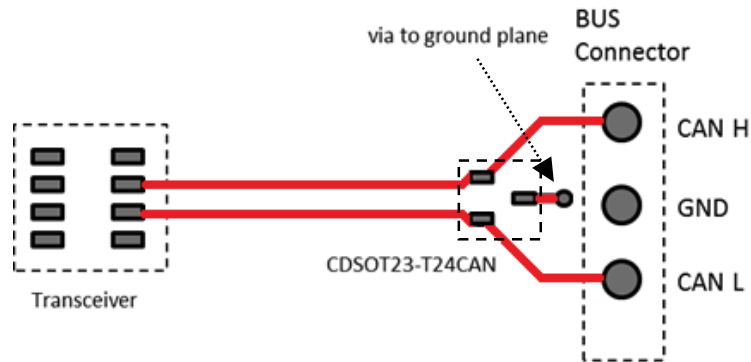 via to ground plane
BUS
Connector
CAN H
GND
CAN L
CDSOT23-T24CAN
Transceiver